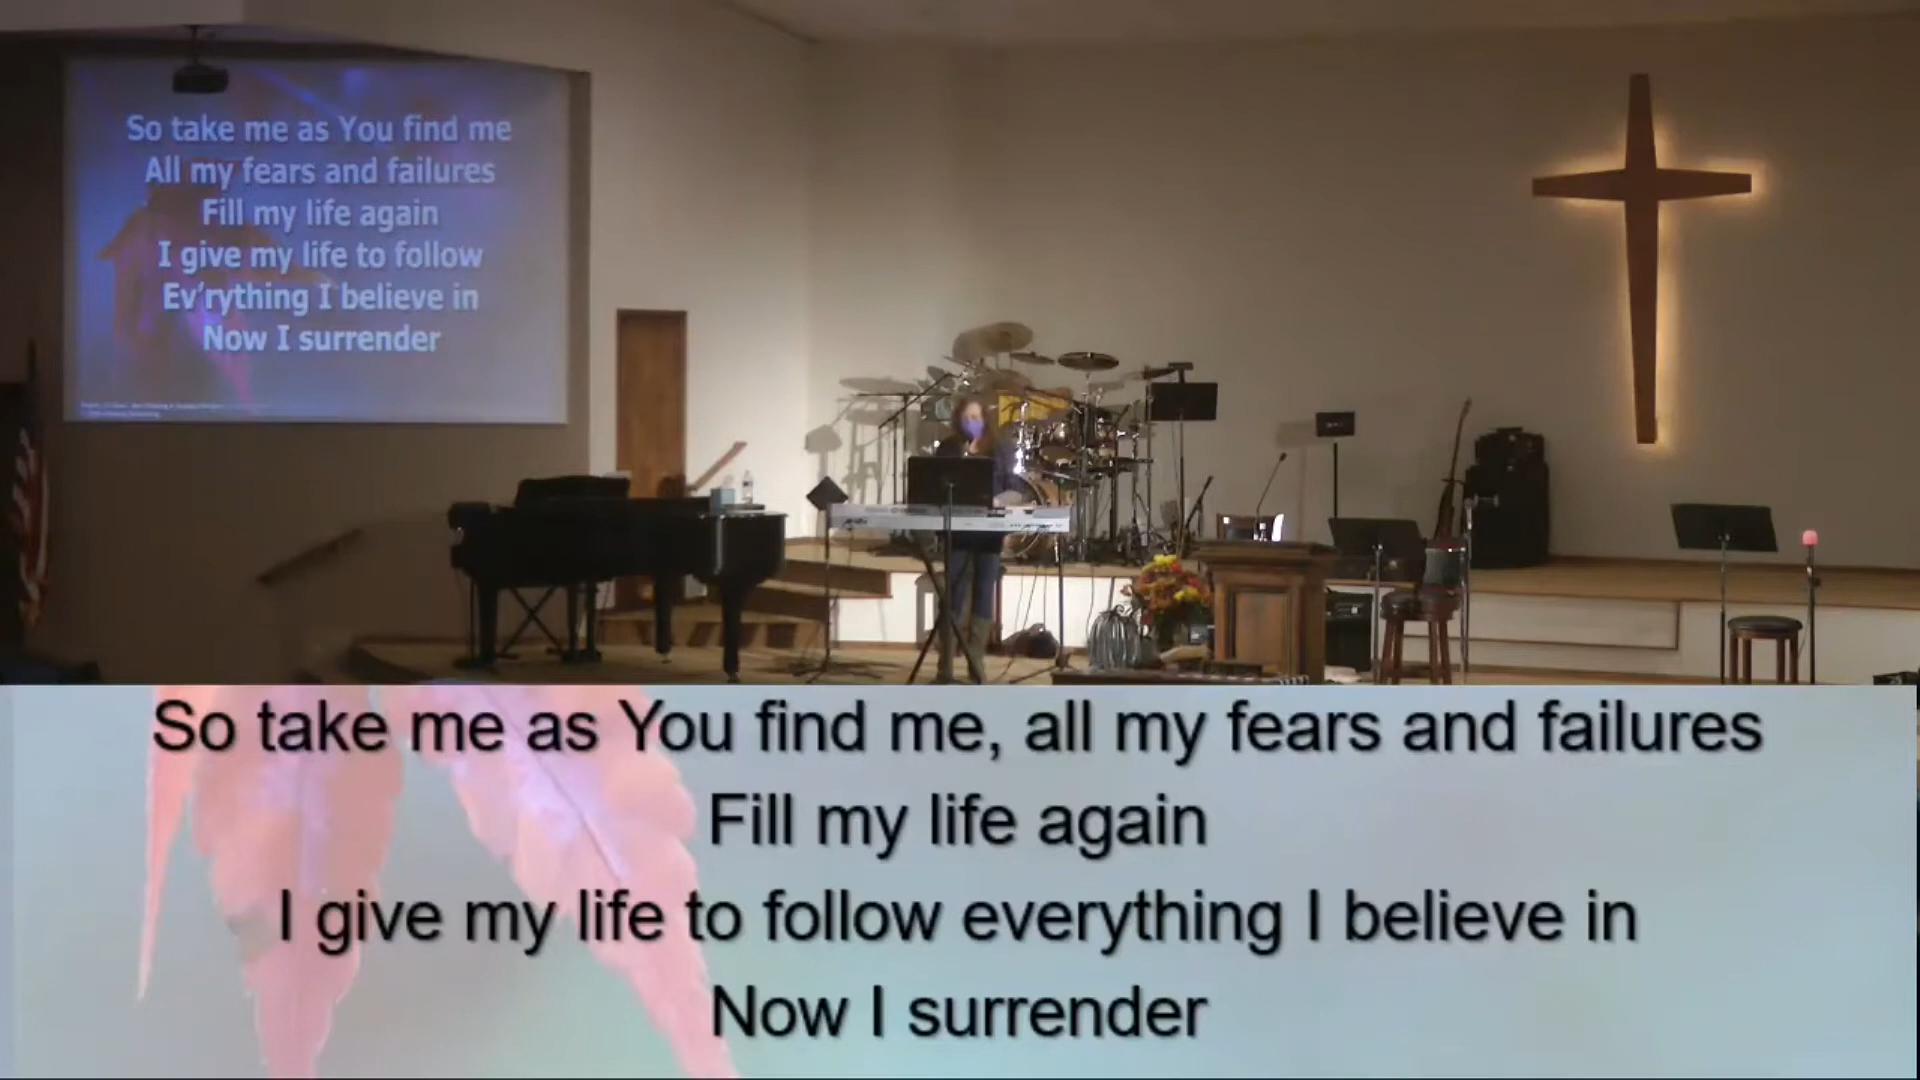 So take me as You find me
All my fears and failures
Fill my life again
I give my life to follow
Ev'rything I believe in
Now I surrender
So take me as You find me, all my fears and failures
Fill my life again
I give my life to follow everything I believe in
Now I surrender